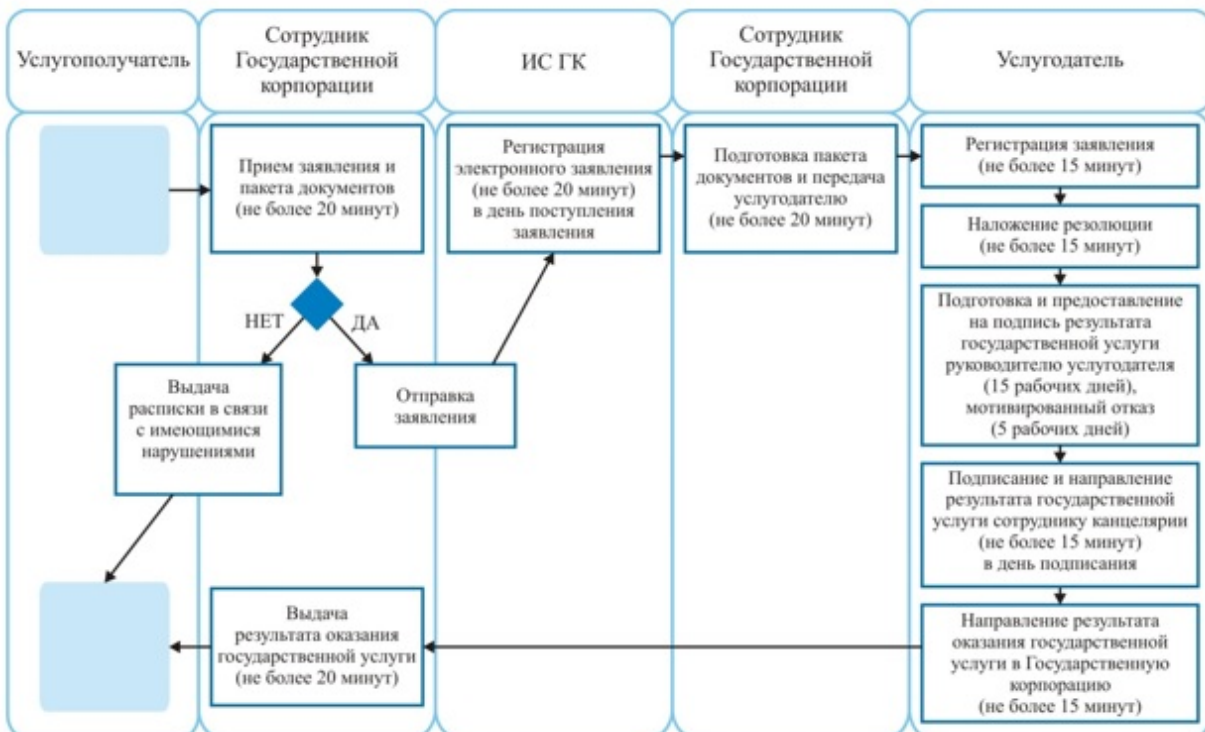 Услугополучатель
Сотрудник
Государственной
корпорации
ИС ГК
Сотрудник
Государственной
корпорации
Услугодатель
Прием заявления и
пакета документов
(не более 20 минут)
Регистрация
электронного заявления
(не более 20 минут)
в день поступления
заявления
Подготовка пакета
документов и передача
услугодателю
(не более 20 минут)
Регистрация заявления
(не более 15 минут)
Наложение резолюции
(не более 15 минут)
НЕТ
ДА
Выдача
расписки в связи
с имеющимися
нарушениями
Отправка
заявления
Подготовка и предоставление
на подпись результата
государственной услуги
руководителю услугодателя
(15 рабочих дней),
мотивированный отказ
(5 рабочих дней)
Подписание и направление
результата государственной
услуги сотруднику канцелярии
(не более 15 минут)
в день подписания
Выдача
результата оказания
государственной услуги
(не более 20 минут)
Направление результата
оказания государственной
услуги в Государственную
корпорацию
(не более 15 минут)